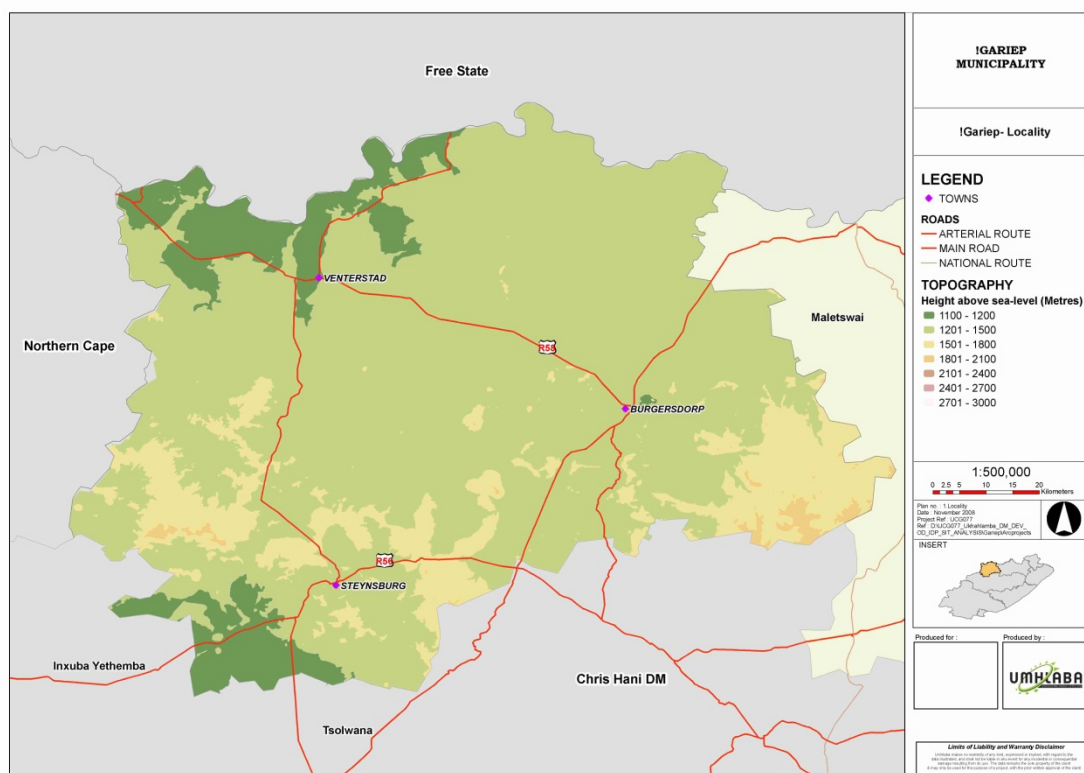 Free State
Northern Cape
VENTERSTAD
R58
Maletswai
BURGERSDORP
R56
STEYNSBURG
Inxuba Yethemba
Chris Hani DM
Tsolwana
!GARIEP
MUNICIPALITY
!Gariep- Locality
LEGEND
TOWNS
ROADS
ARTERIAL ROUTE
MAIN ROAD
NATIONAL ROUTE
TOPOGRAPHY
Height above sea-level (Metres)
1100 - 1200
1201 - 1500
1501 - 1800
1801 - 2100
2101 - 2400
2401 - 2700
2701 - 3000
1:500,000
0 2.5 5 10 15 20
Kilometers
Plan no. : 1.Locality
Date : November 2008
Project Ref : UCG077
INSERT
Produced for :
Produced by :
UMHLABA
Limits of Liability and Warranty Disclaimer